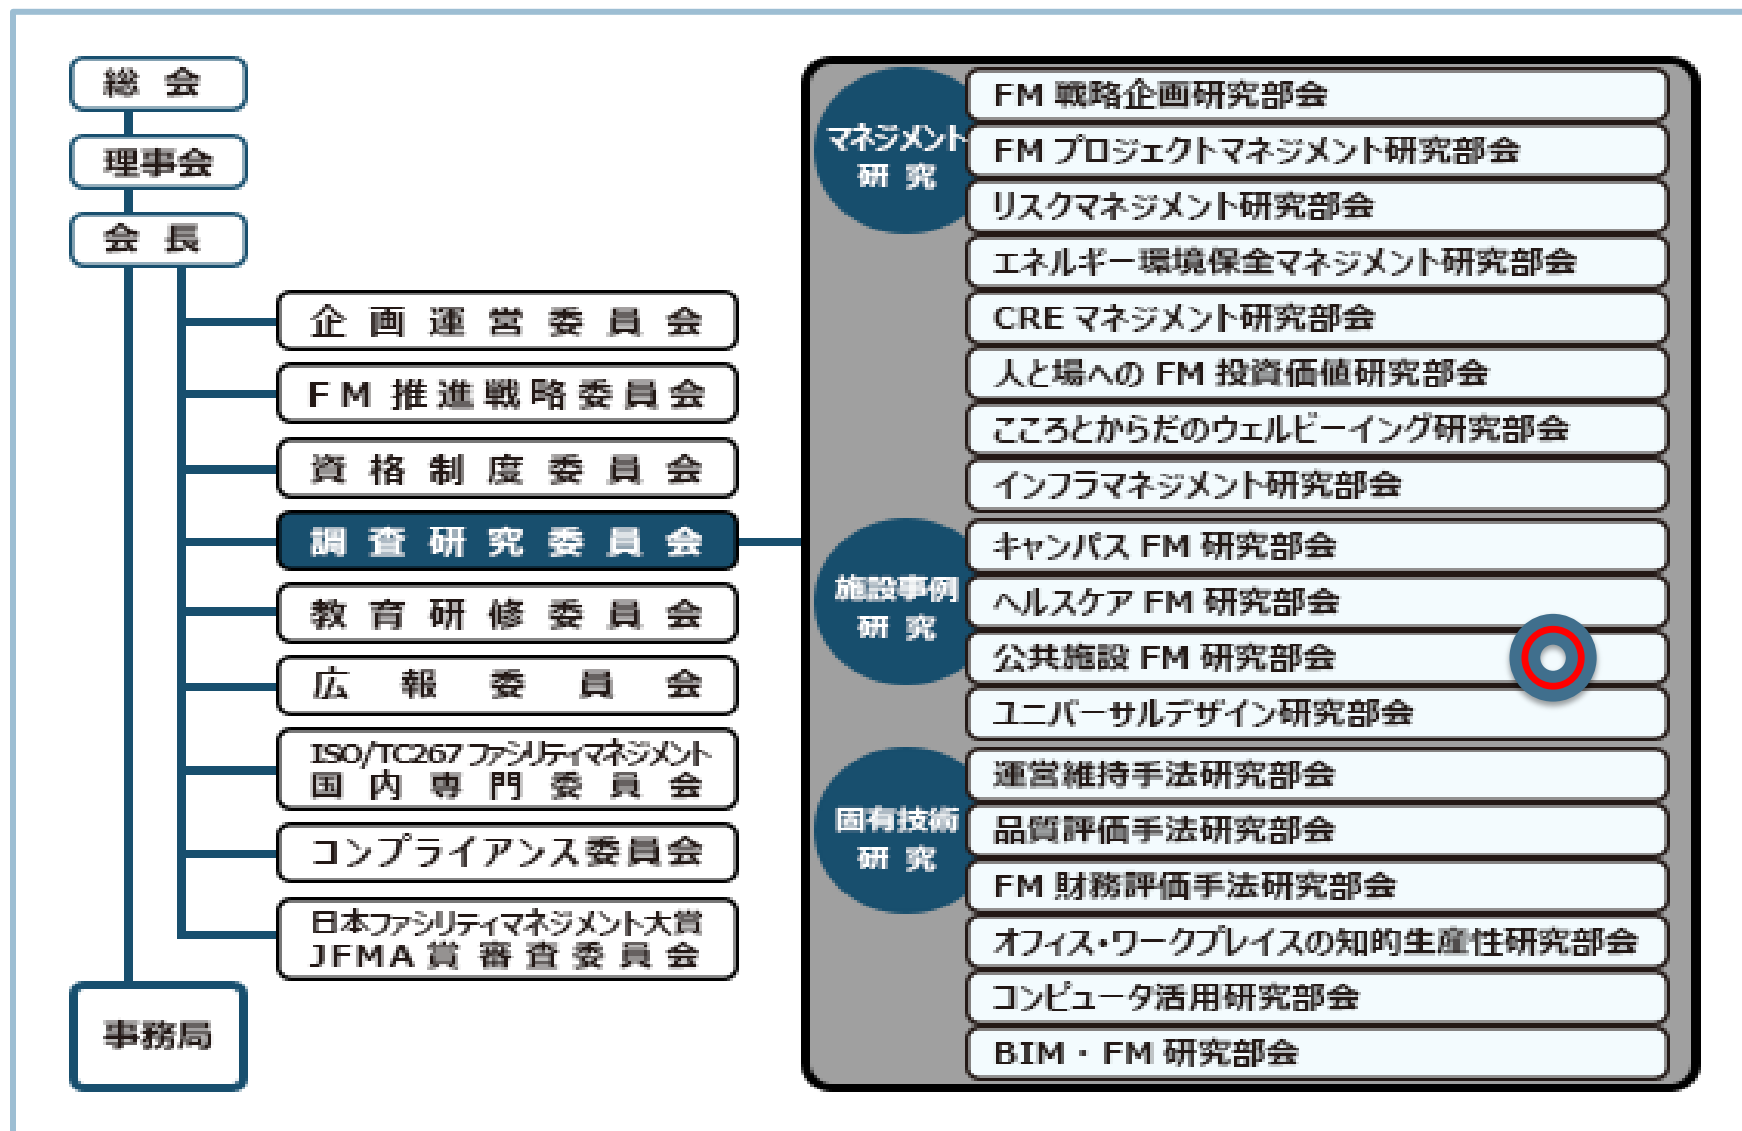 総会
理事会
会長
企画運営委員会
FM推進戦略委員会
資格制度委員会
調査研究委員会
教育研修委員会
広報委員会
ISO/TC267ファシリティマネジメント
国内専門委員会
コンプライアンス委員会
日本ファシリティマネジメント大賞
JFMA賞審査委員会
事務局
マネジメント
研究
FM 戦略企画研究部会
FM プロジェクトマネジメント研究部会
リスクマネジメント研究部会
エネルギー環境保全マネジメント研究部会
CRE マネジメント研究部会
人と場への FM 投資価値研究部会
こころとからだのウェルビーイング研究部会
インフラマネジメント研究部会
施設事例
研究
キャンパス FM 研究部会
ヘルスケア FM 研究部会
公共施設 FM 研究部会
ユニバーサルデザイン研究部会
固有技術
研究
運営維持手法研究部会
品質評価手法研究部会
FM 財務評価手法研究部会
オフィス・ワークプレイスの知的生産性研究部会
コンピュータ活用研究部会
BIM・FM 研究部会